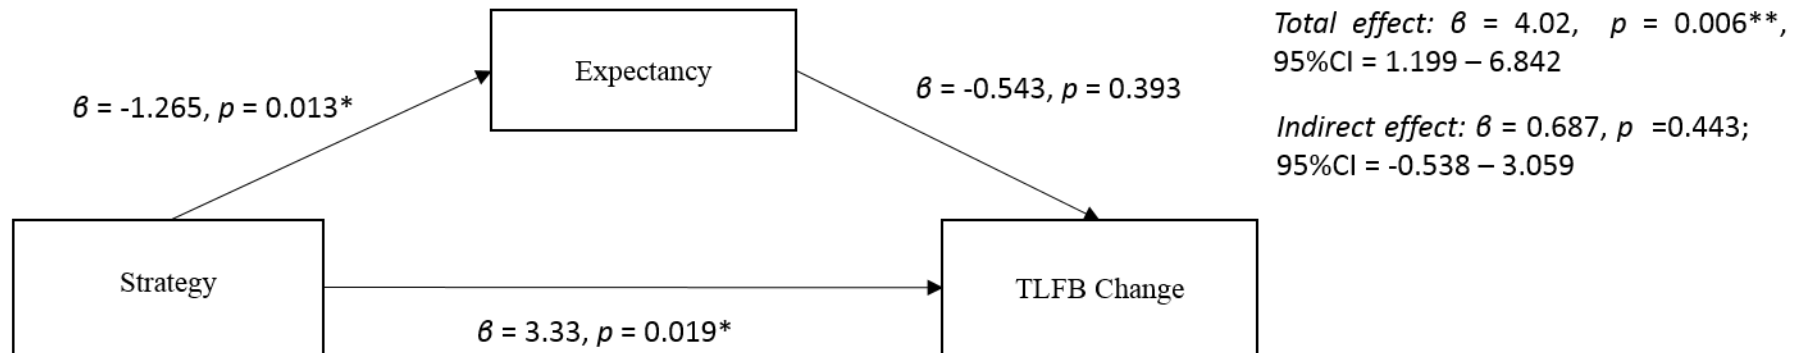 Total effect: β = 4.02, p = 0.006**,
95%CI = 1.199 – 6.842
Expectancy
β = -1.265, p = 0.013*
β = -0.543, p = 0.393
Indirect effect: β = 0.687, p =0.443;
95%CI = -0.538 – 3.059
Strategy
TLFB Change
β = 3.33, p = 0.019*